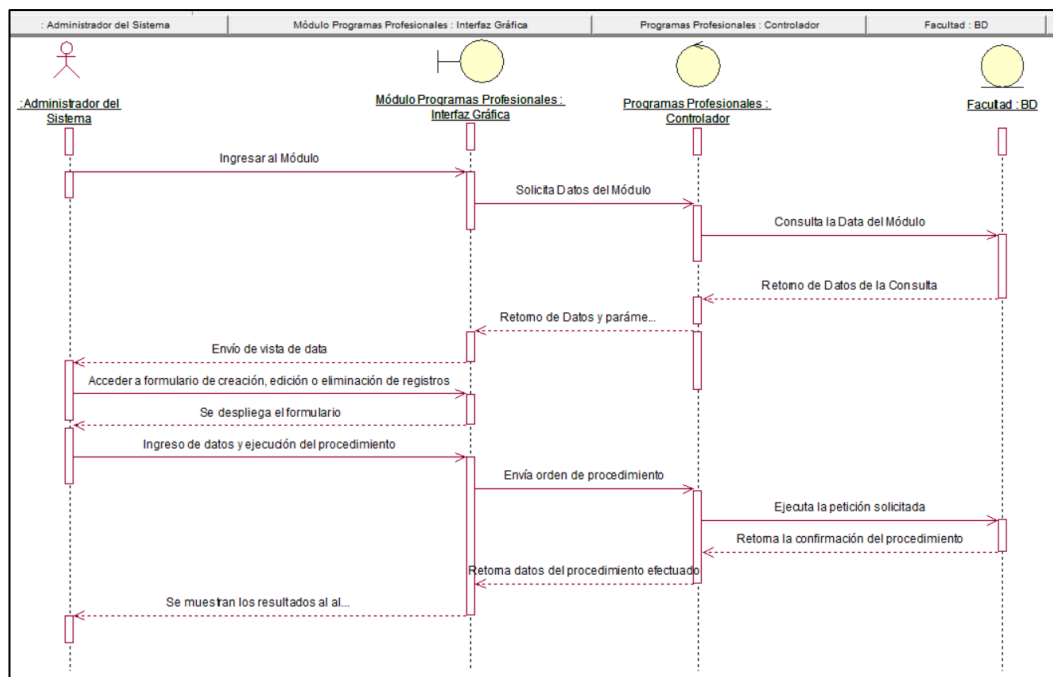 : Administrador del Sistema
Módulo Programas Profesionales : Interfaz Gráfica
Programas Profesionales : Controlador
Facultad : BD
:Administrador del
Sistema
Módulo Programas Profesionales :
Interfaz Gráfica
Programas Profesionales :
Controlador
Facultad : BD
Ingresar al Módulo
Solicita Datos del Módulo
Consulta la Data del Módulo
Retorno de Datos de la Consulta
Retorno de Datos y paráme...
Envío de vista de data
Acceder a formulario de creación, edición o eliminación de registros
Se despliega el formulario
Ingreso de datos y ejecución del procedimiento
Envía orden de procedimiento
Ejecuta la petición solicitada
Retorna la confirmación del procedimiento
Retorna datos del procedimiento efectuado
Se muestran los resultados al al...